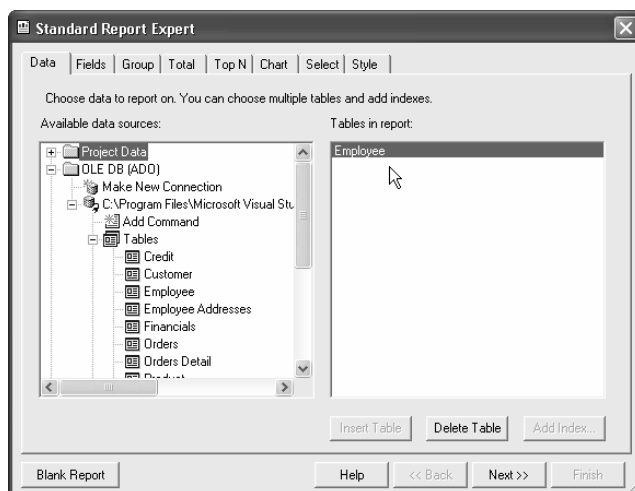 Standard Report Expert
Data Fields Group Total Top N Chart Select Style
Choose data to report on. You can choose multiple tables and add indexes.
Available data sources:
Tables in report:
Project Data
OLE DB (ADO)
Make New Connection
C:\Program Files\Microsoft Visual Stu
Add Command
Tables
Credit
Customer
Employee
Employee Addresses
Financials
Orders
Orders Detail
Employee
Insert Table Delete Table Add Index...
Blank Report Help << Back Next >> Finish